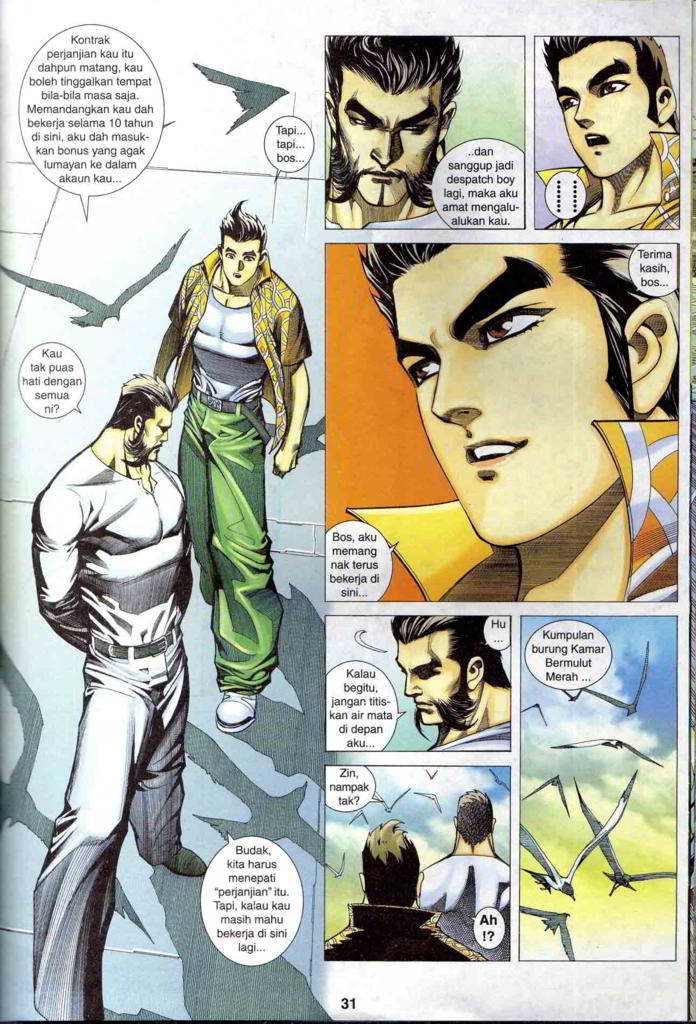 Kontrak
perjanjian kau itu
dahpun matang, kau
boleh tinggalkan tempat
bila-bila masa saja.
Memandangkan kau dah
bekerja selama 10 tahun
di sini, aku dah masuk-
kan bonus yang agak
lumayan ke dalam
akaun kau...
Tapi...
tapi...
bos...
Kau
tak puas
hati dengan
semua
ni?
Budak,
kita harus
menepati
“perjanjian” itu.
Tapi, kalau kau
masih mahu
bekerja di sini
lagi...
..dan
sanggup jadi
despatch boy
lagi, maka aku
amat mengalu-
alukan kau.
Terima
kasih,
bos...
Bos, aku
memang
nak terus
bekerja di
sini...
Hu
...
Kalau
begitu,
jangan titis-
kan air mata
di depan
aku...
Kumpulan
burung Kamar
Bermulut
Merah ...
Zin,
nampak
tak?
Ah
!?
31